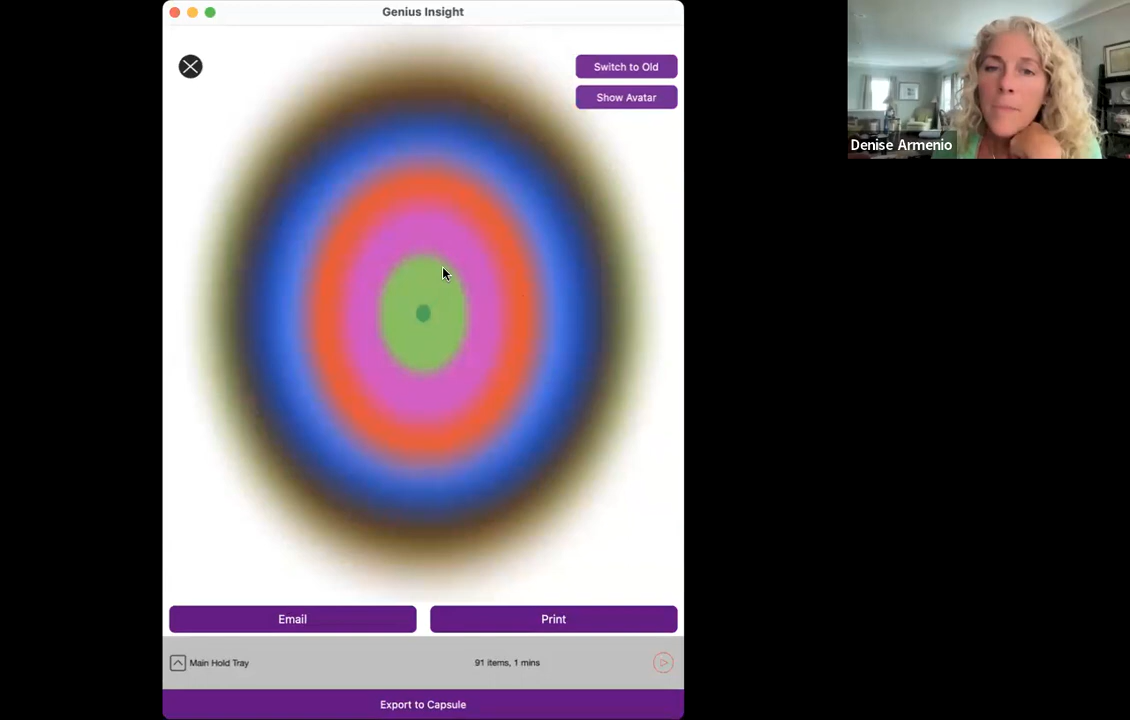 Genius Insight
Switch to Old
Show Avatar
Denise Armenio
Email
Print
Main Hold Tray
91 items, 1 mins
Export to Capsule